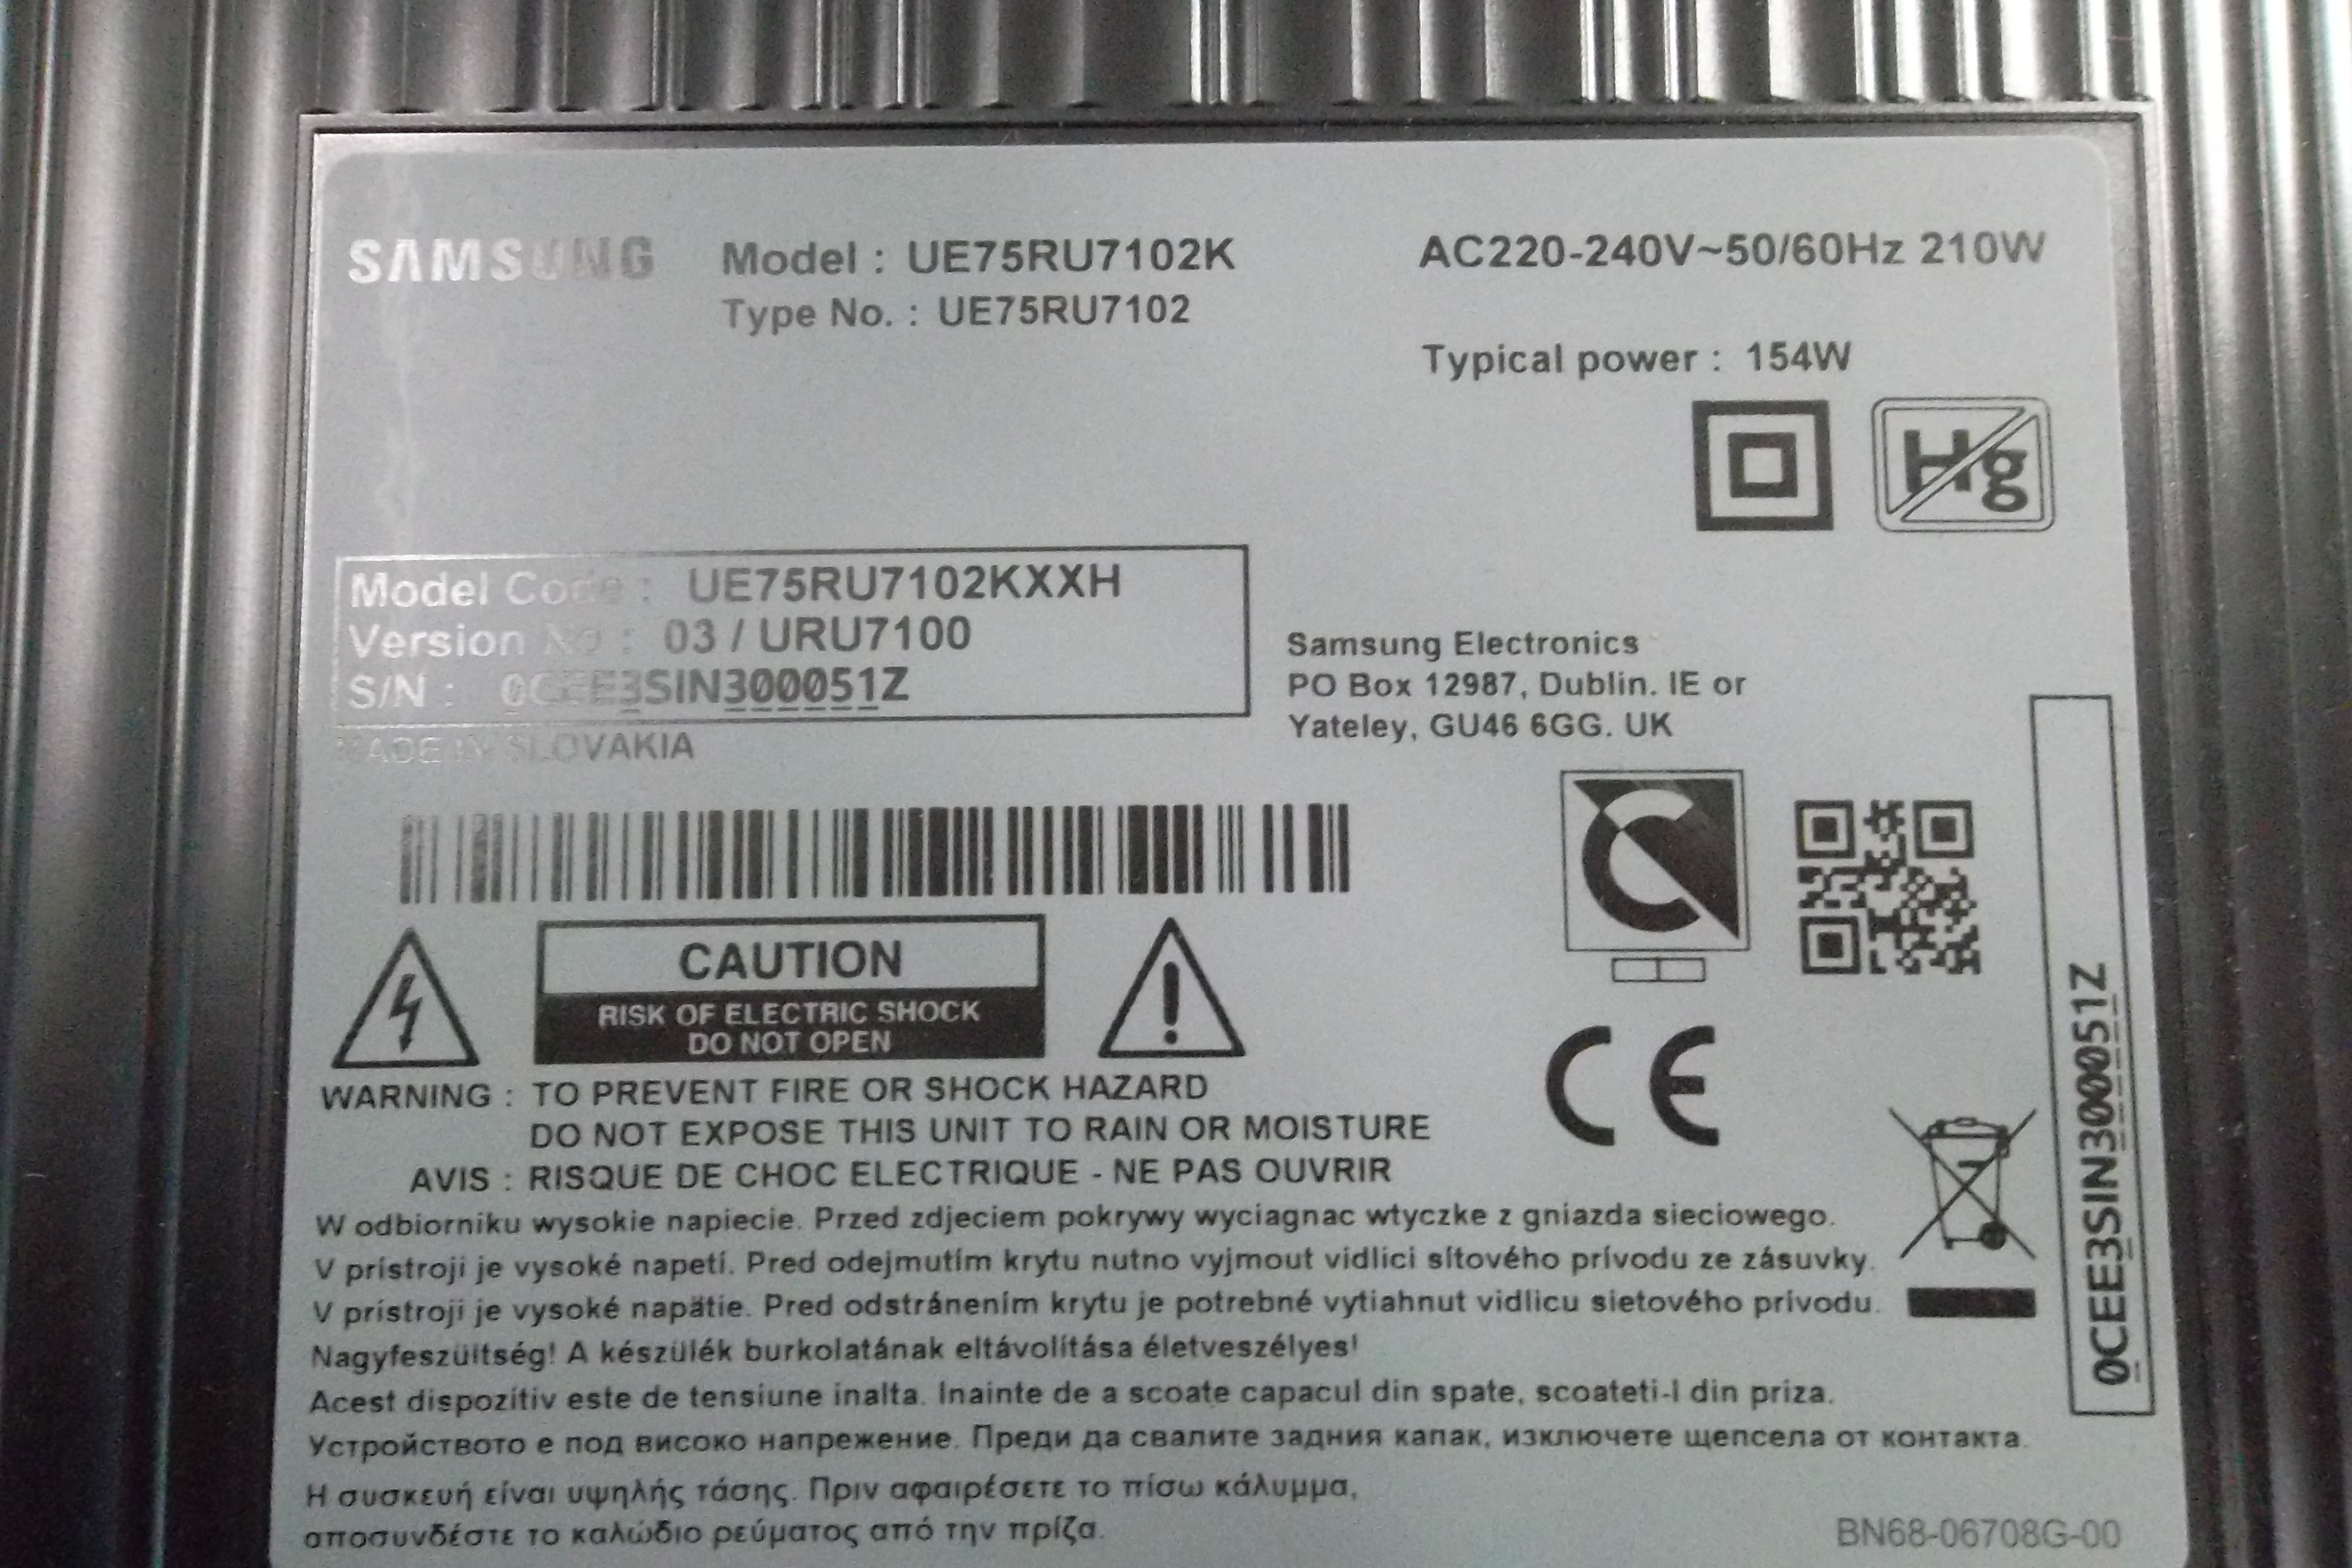 SAMSUNG
Model : UE75RU7102K
Type No. : UE75RU7102
AC220-240V~50/60Hz 210W
Typical power : 154W
Hg
Model Code : UE75RU7102KXXH
Version No : 03 / URU7100
S/N : 0CEE3SIN300051Z
MADE IN SLOVAKIA
Samsung Electronics
PO Box 12987, Dublin. IE or
Yateley, GU46 6GG. UK
C
CAUTION
RISK OF ELECTRIC SHOCK
DO NOT OPEN
CE
WARNING : TO PREVENT FIRE OR SHOCK HAZARD
DO NOT EXPOSE THIS UNIT TO RAIN OR MOISTURE
AVIS : RISQUE DE CHOC ELECTRIQUE - NE PAS OUVRIR
W odbiorniku wysokie napiecie. Przed zdjeciem pokrywy wyciagnac wtyczke z gniazda sieciowego.
V prístroji je vysoké napetí. Pred odejmutím krytu nutno vyjmout vidlici sítového prívodu ze zásuvky.
V prístroji je vysoké napätie. Pred odstránením krytu je potrebné vytiahnut vidlicu sietového prívodu.
Nagyfeszültség! A készülék burkolatának eltávolítása életveszélyes!
Acest dispozitiv este de tensiune inalta. Inainte de a scoate capacul din spate, scoateti-l din priza.
Устройството е под високо напрежение. Преди да свалите задния капак, изключете щепсела от контакта.
Η συσκευή είναι υψηλής τάσης. Πριν αφαιρέσετε το πίσω κάλυμμα,
αποσυνδέστε το καλώδιο ρεύματος από την πρίζα.
0CEE3SIN300051Z
BN68-06708G-00